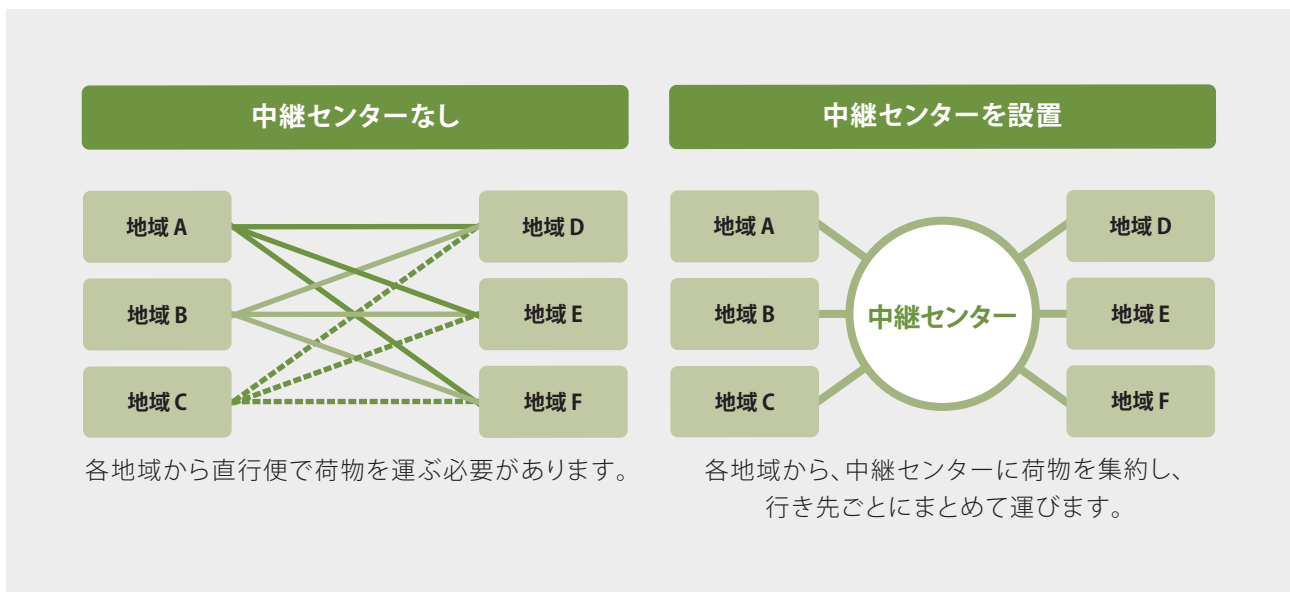 中継センターなし
地域 A
地域 B
地域 C
地域 D
地域 E
地域 F
各地域から直行便で荷物を運ぶ必要があります。
中継センターを設置
地域 A
地域 B
地域 C
中継センター
地域 D
地域 E
地域 F
各地域から、中継センターに荷物を集約し、
行き先ごとにまとめて運びます。